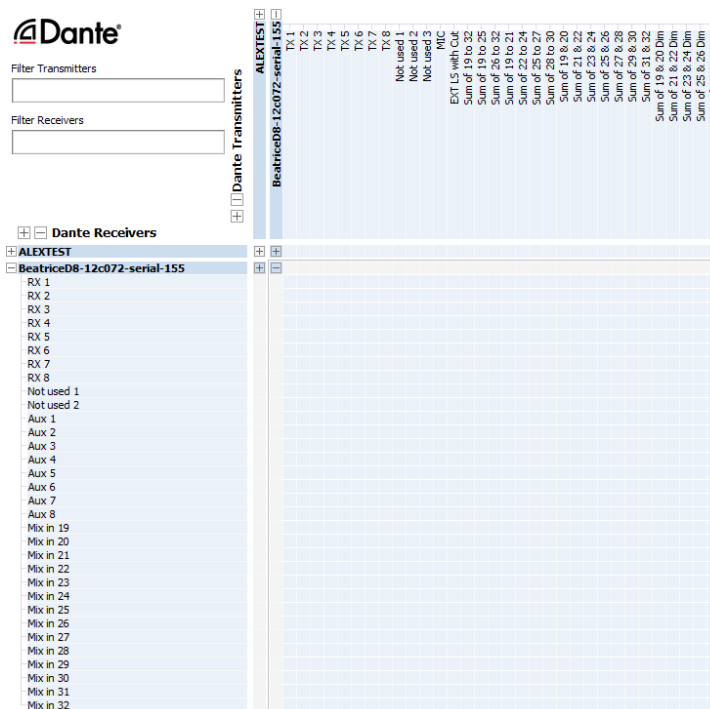 Dante
Filter Transmitters
Filter Receivers
Dante Receivers
Dante Transmitters
ALEXTEST
BeatriceD8-12c072-serial-155
TX 1
TX 2
TX 3
TX 4
TX 5
TX 6
TX 7
TX 8
Not used 1
Not used 2
Not used 3
MIC
EXT LS with Cut
Sum of 19 to 32
Sum of 19 to 25
Sum of 26 to 32
Sum of 19 to 21
Sum of 22 to 24
Sum of 25 to 27
Sum of 28 to 30
Sum of 19 & 20
Sum of 21 & 22
Sum of 23 & 24
Sum of 25 & 26
Sum of 27 & 28
Sum of 29 & 30
Sum of 31 & 32
Sum of 19 & 20 Dim
Sum of 21 & 22 Dim
Sum of 23 & 24 Dim
Sum of 25 & 26 Dim
ALEXTEST
BeatriceD8-12c072-serial-155
RX 1
RX 2
RX 3
RX 4
RX 5
RX 6
RX 7
RX 8
Not used 1
Not used 2
Aux 1
Aux 2
Aux 3
Aux 4
Aux 5
Aux 6
Aux 7
Aux 8
Mix in 19
Mix in 20
Mix in 21
Mix in 22
Mix in 23
Mix in 24
Mix in 25
Mix in 26
Mix in 27
Mix in 28
Mix in 29
Mix in 30
Mix in 31
Mix in 32